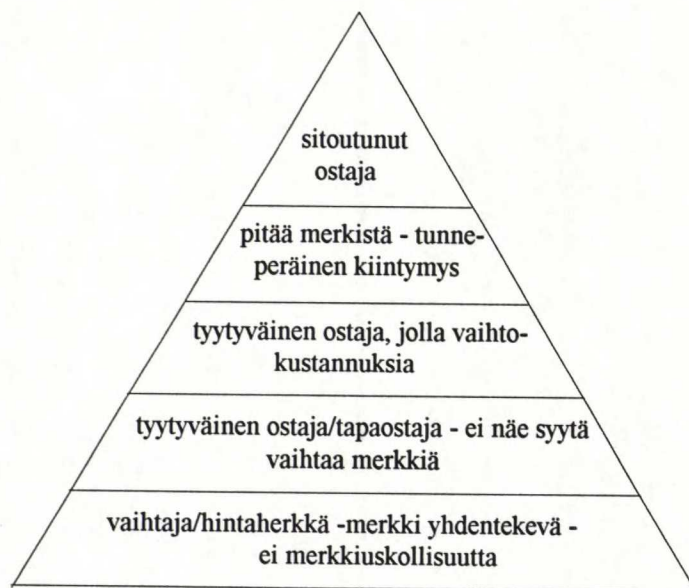 sitoutunut
ostaja
pitää merkistä - tunne-
peräinen kiintymys
tyytyväinen ostaja, jolla vaihto-
kustannuksia
tyytyväinen ostaja/tapaostaja - ei näe syytä
vaihtaa merkkiä
vaihtaja/hintaherkkä -merkki yhdentekevä -
ei merkkiuskollisuutta